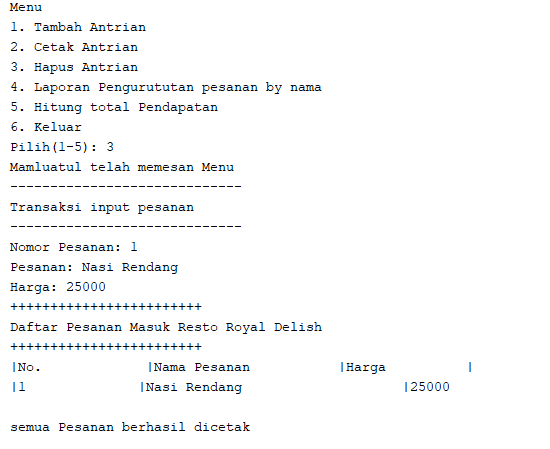 Menu
1. Tambah Antrian
2. Cetak Antrian
3. Hapus Antrian
4. Laporan Pengurututan pesanan by nama
5. Hitung total Pendapatan
6. Keluar
Pilih(1-5): 3
Mamluatul telah memesan Menu
-----------------------------
Transaksi input pesanan
-----------------------------
Nomor Pesanan: 1
Pesanan: Nasi Rendang
Harga: 25000
++++++++++++++++++++++++
Daftar Pesanan Masuk Resto Royal Delish
++++++++++++++++++++++++
|No. |Nama Pesanan |Harga |
|1 |Nasi Rendang |25000
semua Pesanan berhasil dicetak